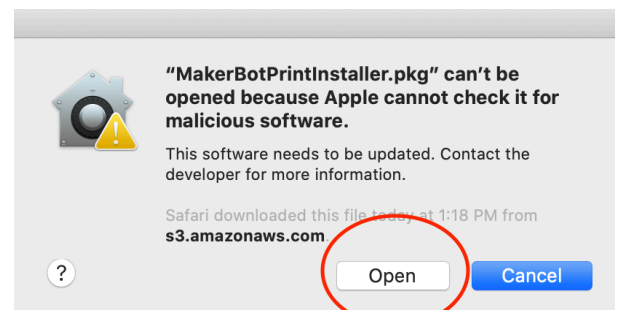 “MakerBotPrintInstaller.pkg” can’t be
opened because Apple cannot check it for
malicious software.
This software needs to be updated. Contact the
developer for more information.
Safari downloaded this file today at 1:18 PM from
s3.amazonaws.com.
?
Open
Cancel